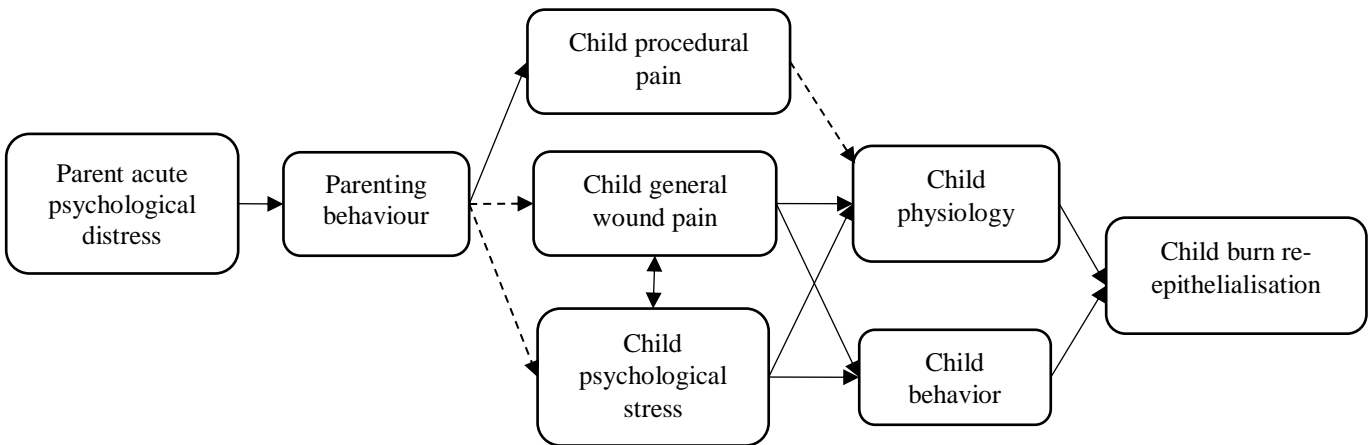 Parent acute
psychological
distress
Parenting
behaviour
Child procedural
pain
Child general
wound pain
Child
psychological
stress
Child
physiology
Child
behavior
Child burn re-
epithelialisation